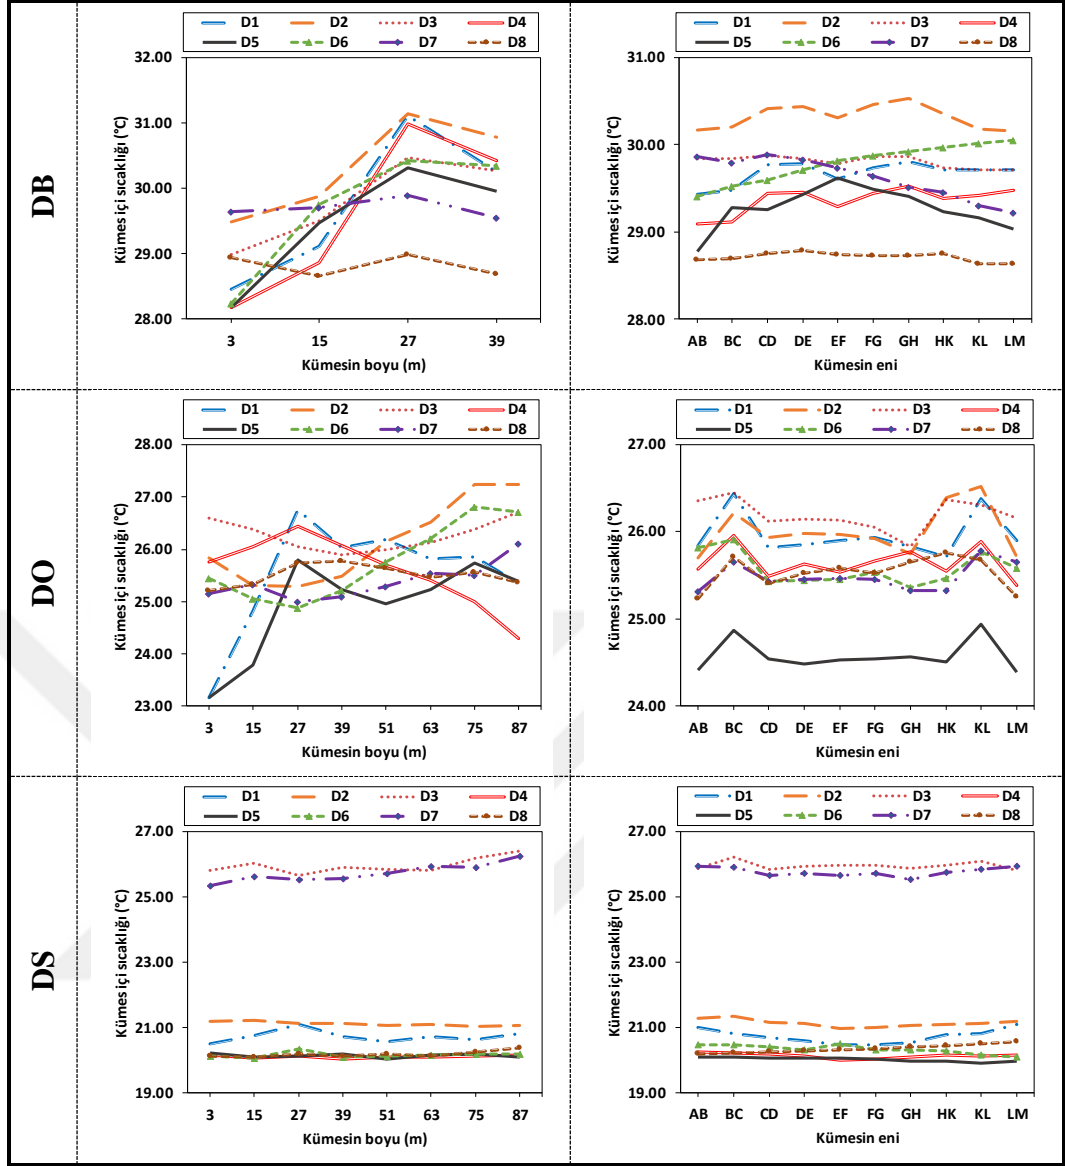 DB
D1 D2 D3 D4
D5 D6 D7 D8
Kümes içi sıcaklığı (°C)
32.00
31.00
30.00
29.00
28.00
3 15 27 39
Kümesin boyu (m)
D1 D2 D3 D4
D5 D6 D7 D8
Kümes içi sıcaklığı (°C)
31.00
30.00
29.00
28.00
AB BC CD DE EF FG GH HK KL LM
Kümesin eni
DO
D1 D2 D3 D4
D5 D6 D7 D8
Kümes içi sıcaklığı (°C)
28.00
27.00
26.00
25.00
24.00
23.00
3 15 27 39 51 63 75 87
Kümesin boyu (m)
D1 D2 D3 D4
D5 D6 D7 D8
Kümes içi sıcaklığı (°C)
27.00
26.00
25.00
24.00
AB BC CD DE EF FG GH HK KL LM
Kümesin eni
DS
D1 D2 D3 D4
D5 D6 D7 D8
Kümes içi sıcaklığı (°C)
27.00
25.00
23.00
21.00
19.00
3 15 27 39 51 63 75 87
Kümesin boyu (m)
D1 D2 D3 D4
D5 D6 D7 D8
Kümes içi sıcaklığı (°C)
27.00
25.00
23.00
21.00
19.00
AB BC CD DE EF FG GH HK KL LM
Kümesin eni